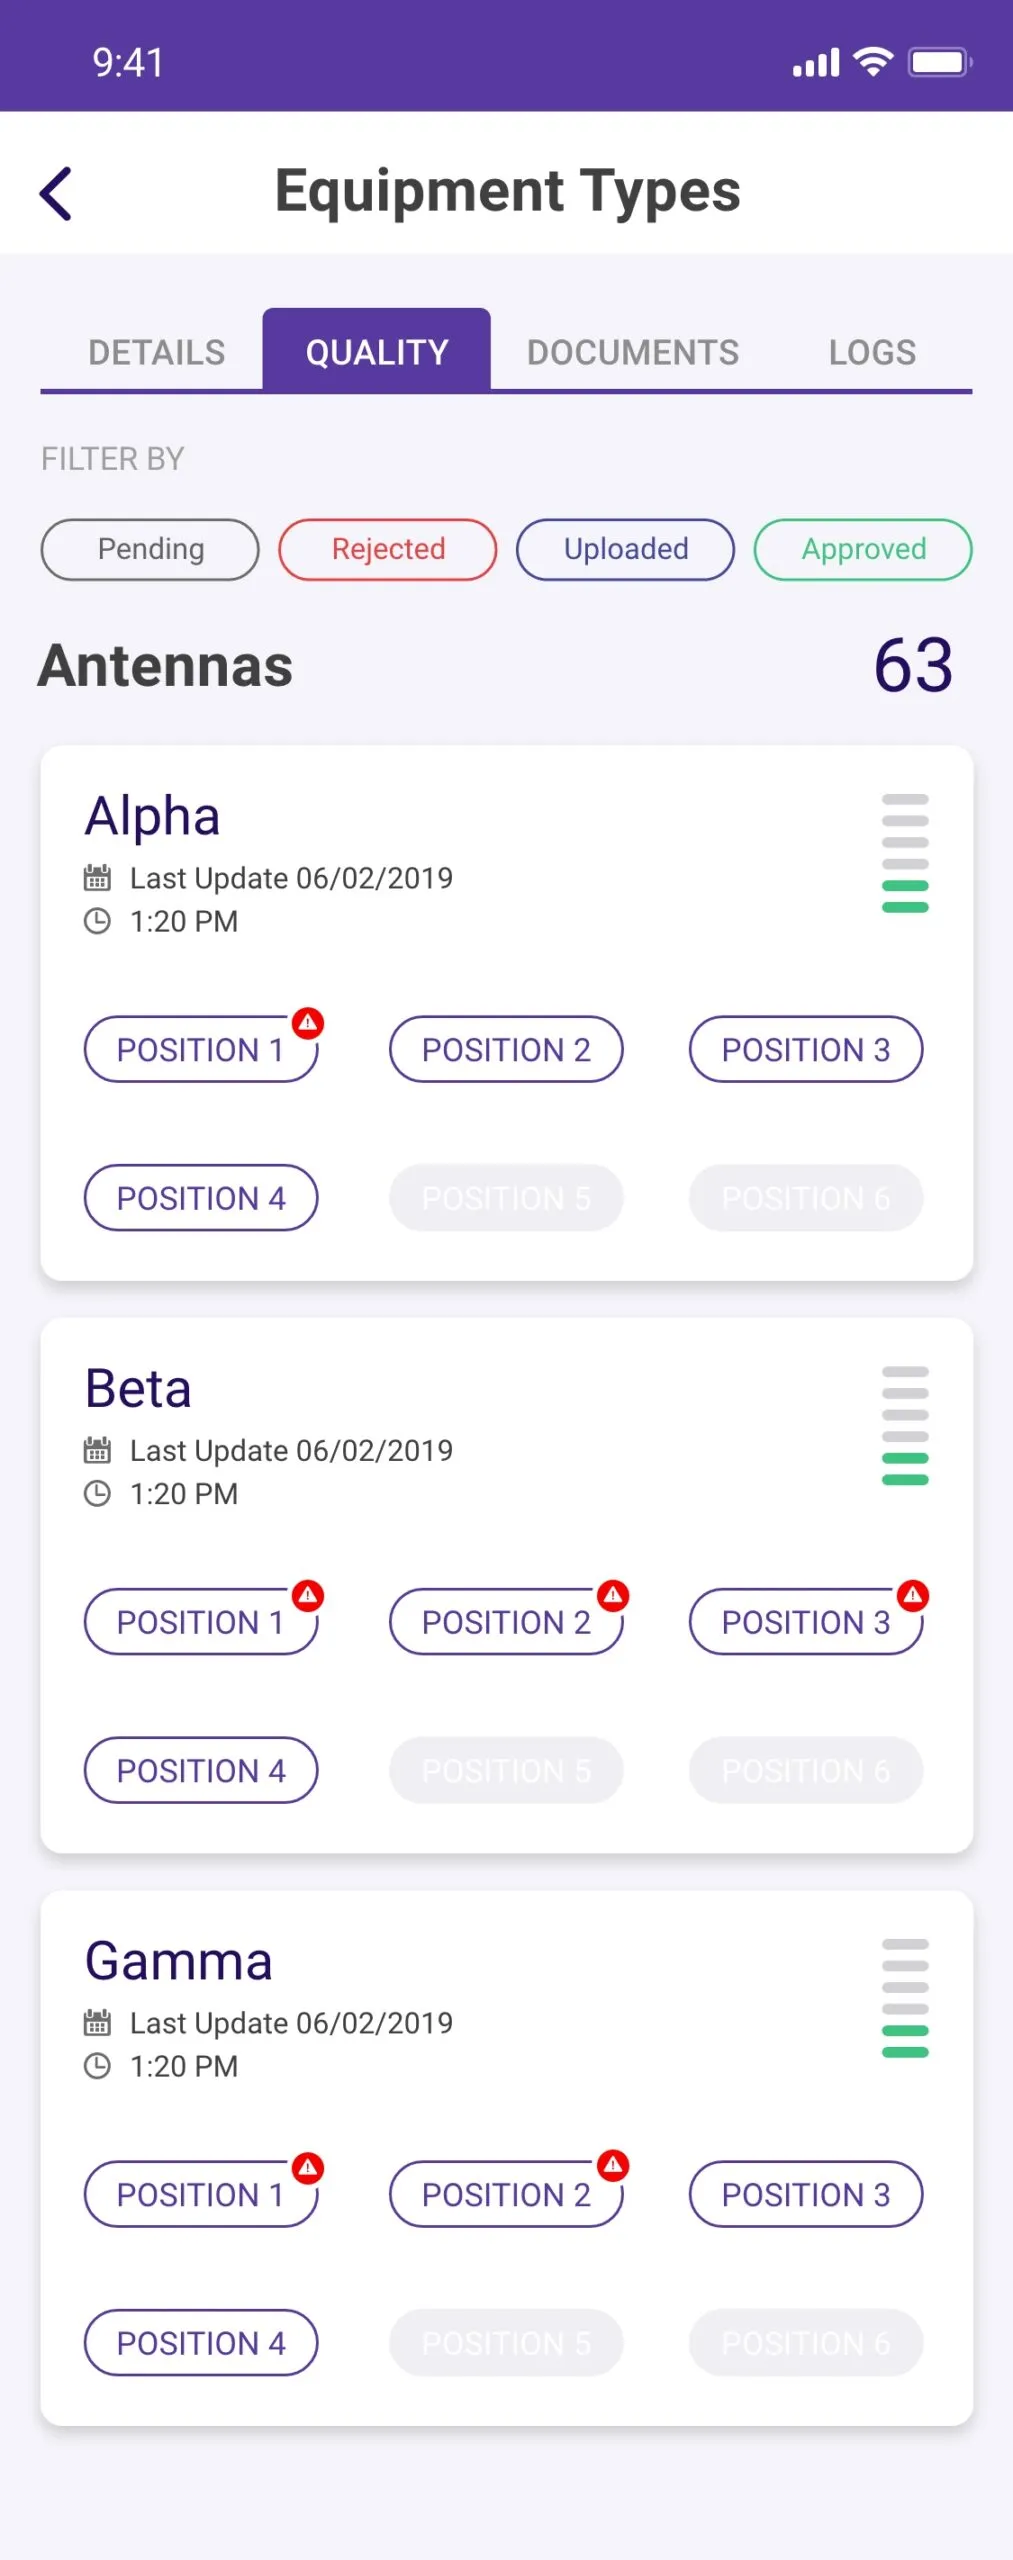 9:41
Equipment Types
DETAILS QUALITY DOCUMENTS LOGS
FILTER BY
Pending Rejected Uploaded Approved
Antennas 63
Alpha
Last Update 06/02/2019
1:20 PM
POSITION 1 POSITION 2 POSITION 3
POSITION 4 POSITION 5 POSITION 6
Beta
Last Update 06/02/2019
1:20 PM
POSITION 1 POSITION 2 POSITION 3
POSITION 4 POSITION 5 POSITION 6
Gamma
Last Update 06/02/2019
1:20 PM
POSITION 1 POSITION 2 POSITION 3
POSITION 4 POSITION 5 POSITION 6